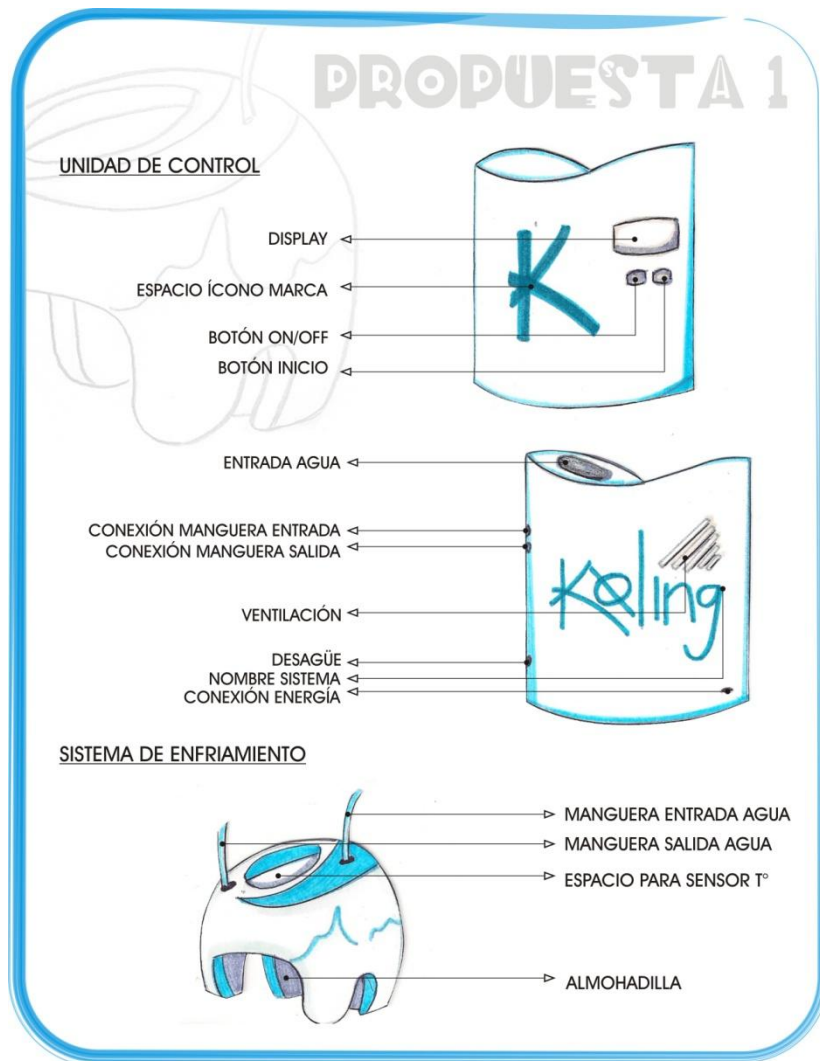 PROPUESTA 1
UNIDAD DE CONTROL
DISPLAY
ESPACIO ÍCONO MARCA
BOTÓN ON/OFF
BOTÓN INICIO
K
ENTRADA AGUA
CONEXIÓN MANGUERA ENTRADA
CONEXIÓN MANGUERA SALIDA
Koling
VENTILACIÓN
DESAGÜE
NOMBRE SISTEMA
CONEXIÓN ENERGÍA
SISTEMA DE ENFRIAMIENTO
MANGUERA ENTRADA AGUA
MANGUERA SALIDA AGUA
ESPACIO PARA SENSOR T°
ALMOHADILLA